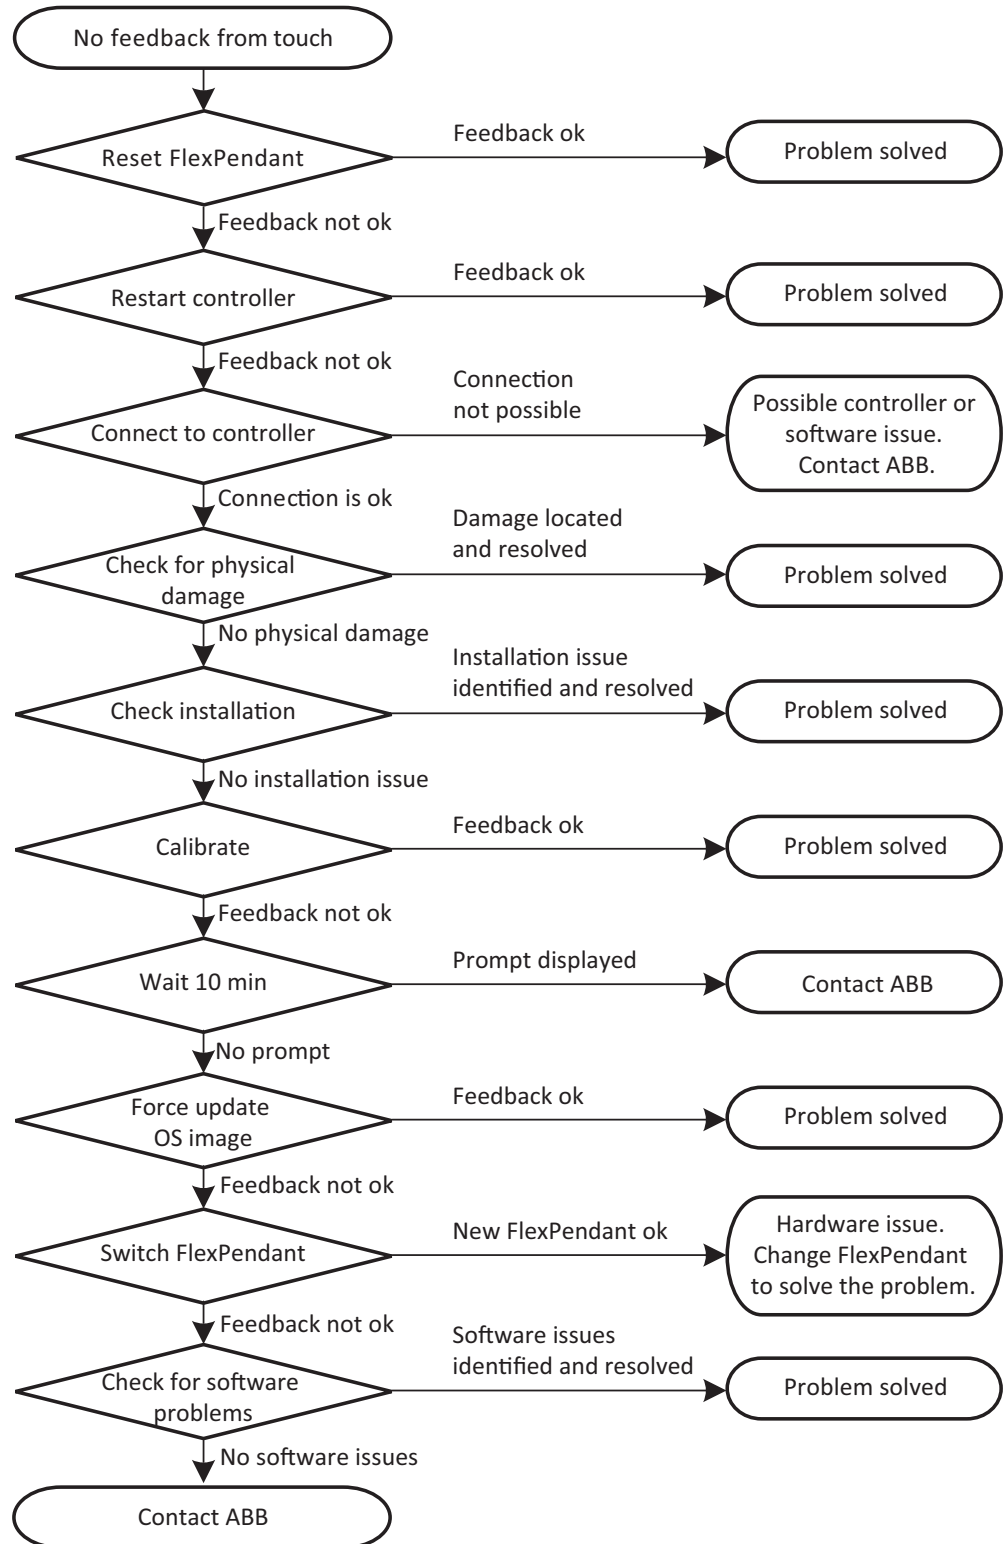 No feedback from touch
Reset FlexPendant
Feedback ok
Problem solved
Feedback not ok
Restart controller
Feedback ok
Problem solved
Feedback not ok
Connect to controller
Connection
not possible
Possible controller or
software issue.
Contact ABB.
Connection is ok
Check for physical
damage
Damage located
and resolved
Problem solved
No physical damage
Check installation
Installation issue
identified and resolved
Problem solved
No installation issue
Calibrate
Feedback ok
Problem solved
Feedback not ok
Wait 10 min
Prompt displayed
Contact ABB
No prompt
Force update
OS image
Feedback ok
Problem solved
Feedback not ok
Switch FlexPendant
New FlexPendant ok
Hardware issue.
Change FlexPendant
to solve the problem.
Feedback not ok
Check for software
problems
Software issues
identified and resolved
Problem solved
No software issues
Contact ABB